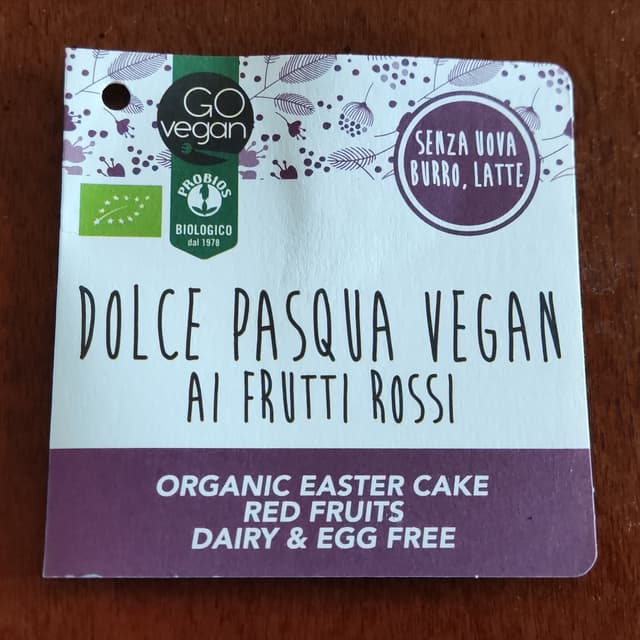 GO
vegan
PROBIOS
BIOLOGICO
dal 1978
SENZA UOVA
BURRO, LATTE
DOLCE PASQUA VEGAN
AI FRUTTI ROSSI
ORGANIC EASTER CAKE
RED FRUITS
DAIRY & EGG FREE